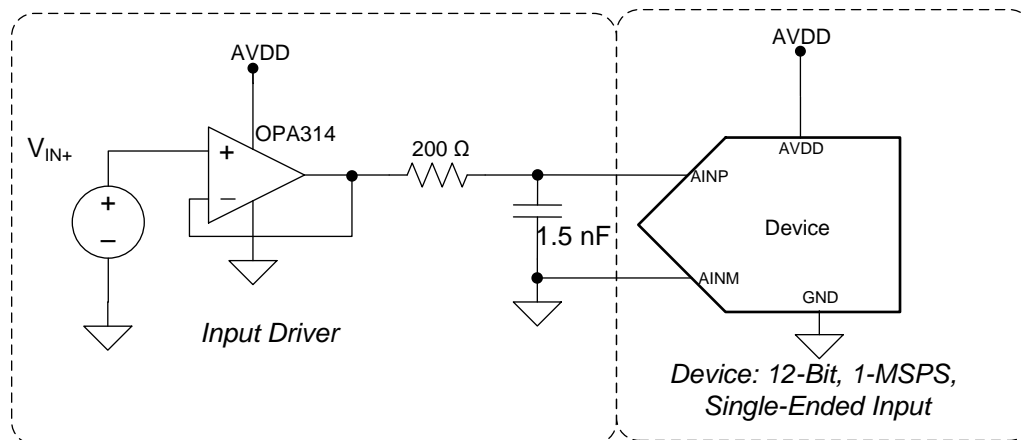 AVDD
OPA314
V_IN+
+
−
+
−
200 Ω
1.5 nF
Input Driver
AVDD
AVDD
AINP
Device
AINM
GND
Device: 12-Bit, 1-MSPS,
Single-Ended Input